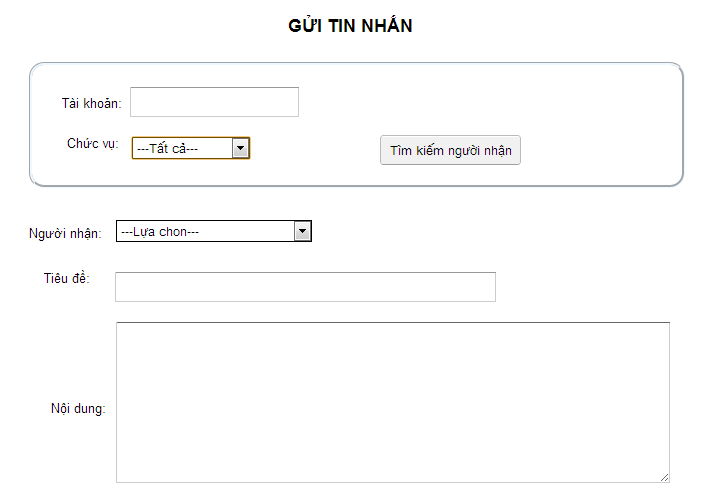 GỬI TIN NHẮN
Tài khoản:
Chức vụ: ---Tất cả--- Tìm kiếm người nhận
Người nhận: ---Lựa chon---
Tiêu đề:
Nội dung: